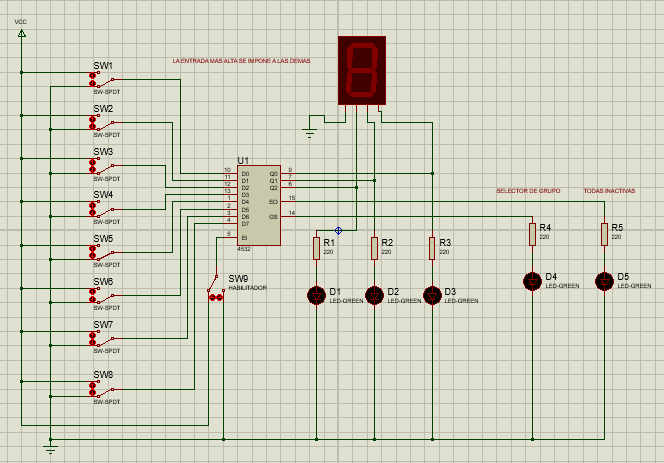 VCC
LA ENTRADA MAS ALTA SE IMPONE A LAS DEMAS
SW1
SW-SPDT
SW2
SW-SPDT
SW3
SW-SPDT
SW4
SW-SPDT
SW5
SW-SPDT
SW6
SW-SPDT
SW7
SW-SPDT
SW8
SW-SPDT
U1
10 D0 Q0 9
11 D1 Q1 7
12 D2 Q2 6
13 D3
1 D4 EO 15
2 D5
3 D6 GS 14
4 D7
5 EI
4532
SW9
HABILITADOR
SELECTOR DE GRUPO
TODAS INACTIVAS
R1
220
R2
220
R3
220
R4
220
R5
220
D1
LED-GREEN
D2
LED-GREEN
D3
LED-GREEN
D4
LED-GREEN
D5
LED-GREEN